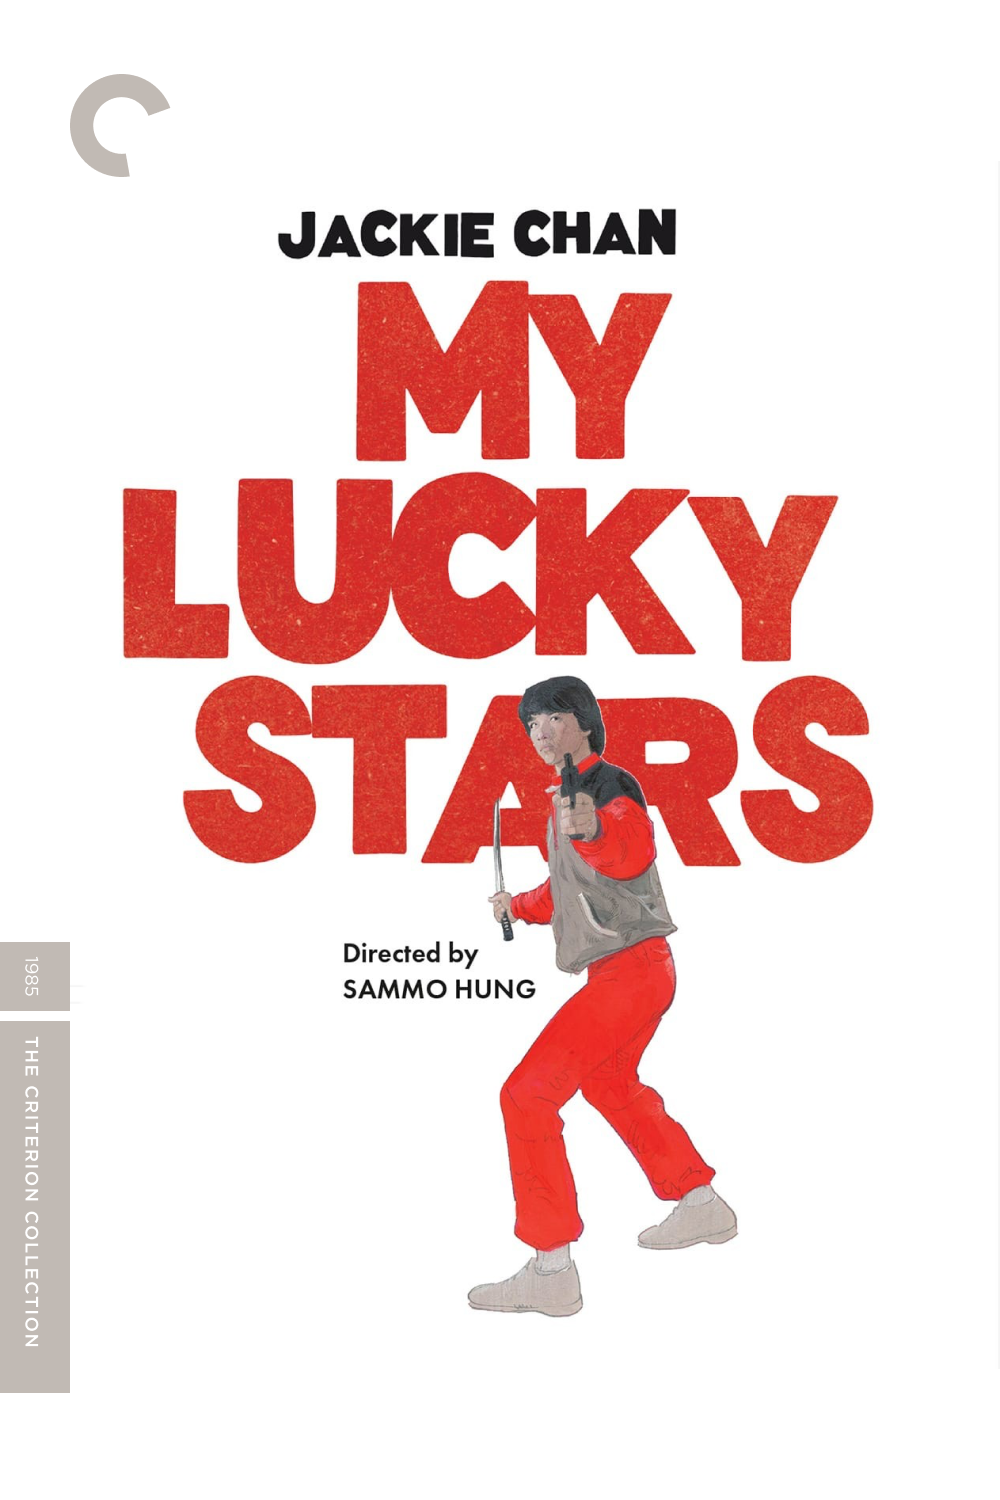 JACKIE CHAN
MY
LUCKY
STARS
Directed by
SAMMO HUNG
1985
THE CRITERION COLLECTION